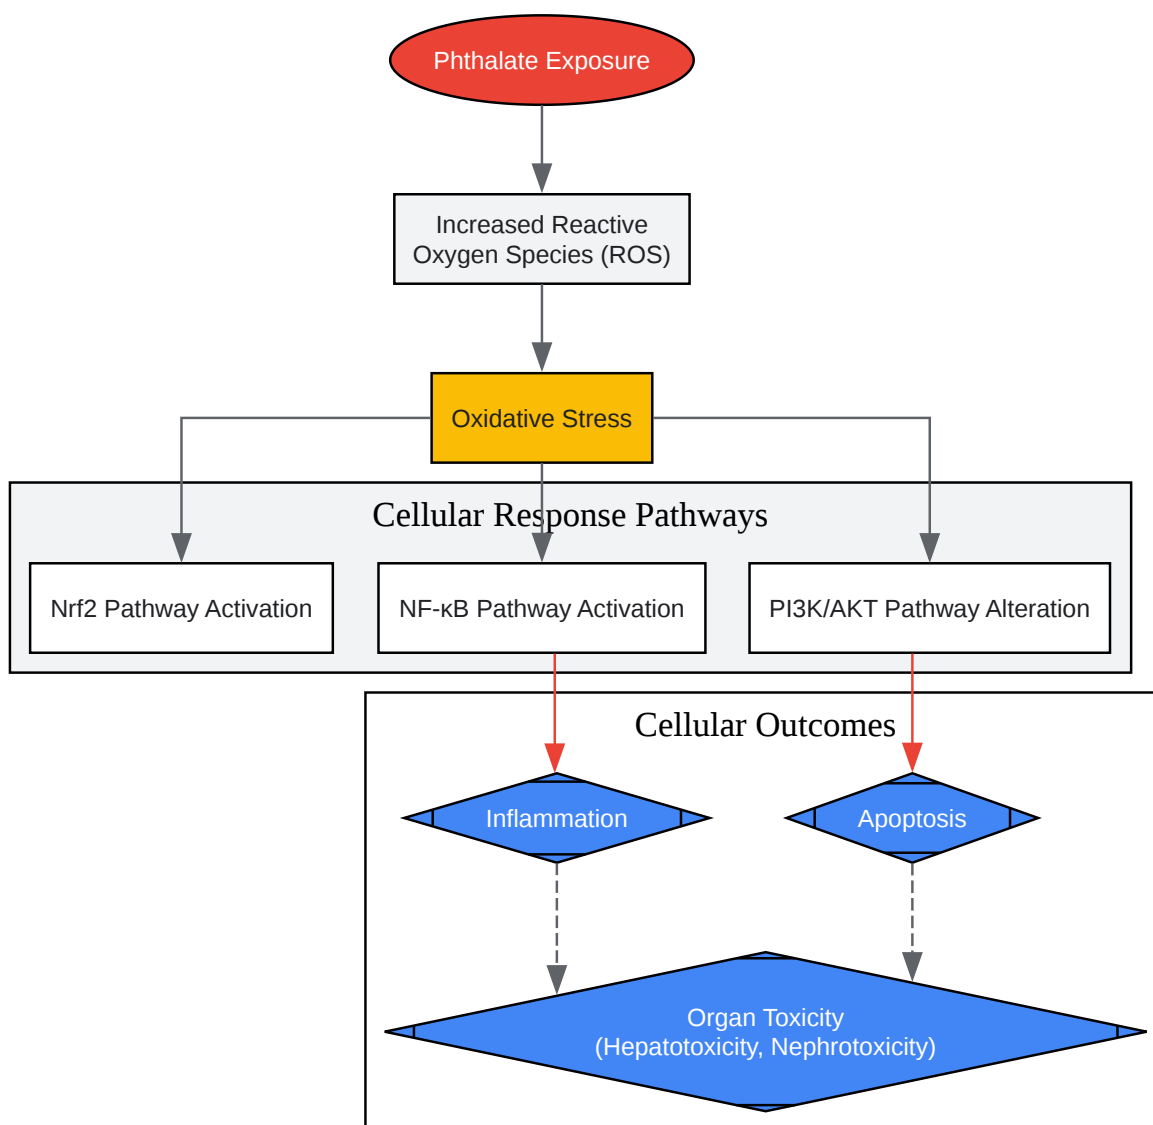 Phthalate Exposure
Increased Reactive
Oxygen Species (ROS)
Oxidative Stress
Cellular Response Pathways
Nrf2 Pathway Activation
NF-κB Pathway Activation
PI3K/AKT Pathway Alteration
Cellular Outcomes
Inflammation
Apoptosis
Organ Toxicity
(Hepatotoxicity, Nephrotoxicity)